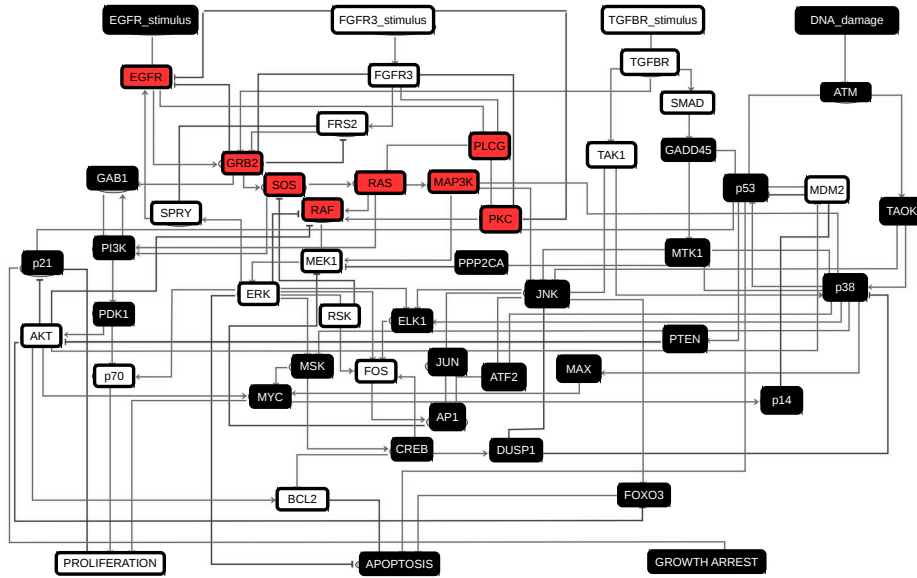 EGFR_stimulus
FGFR3_stimulus
TGFBR_stimulus
DNA_damage
EGFR
FGFR3
TGFBR
ATM
SMAD
FRS2
PLCG
GADD45
TAK1
GRB2
GAB1
SOS
RAS
MAP3K
p53
MDM2
SPRY
RAF
PKC
TAOK
PI3K
MTK1
p21
MEK1
PPP2CA
p38
ERK
JNK
PDK1
RSK
ELK1
AKT
PTEN
p70
MSK
FOS
JUN
ATF2
MAX
MYC
AP1
p14
CREB
DUSP1
BCL2
FOXO3
PROLIFERATION
APOPTOSIS
GROWTH ARREST